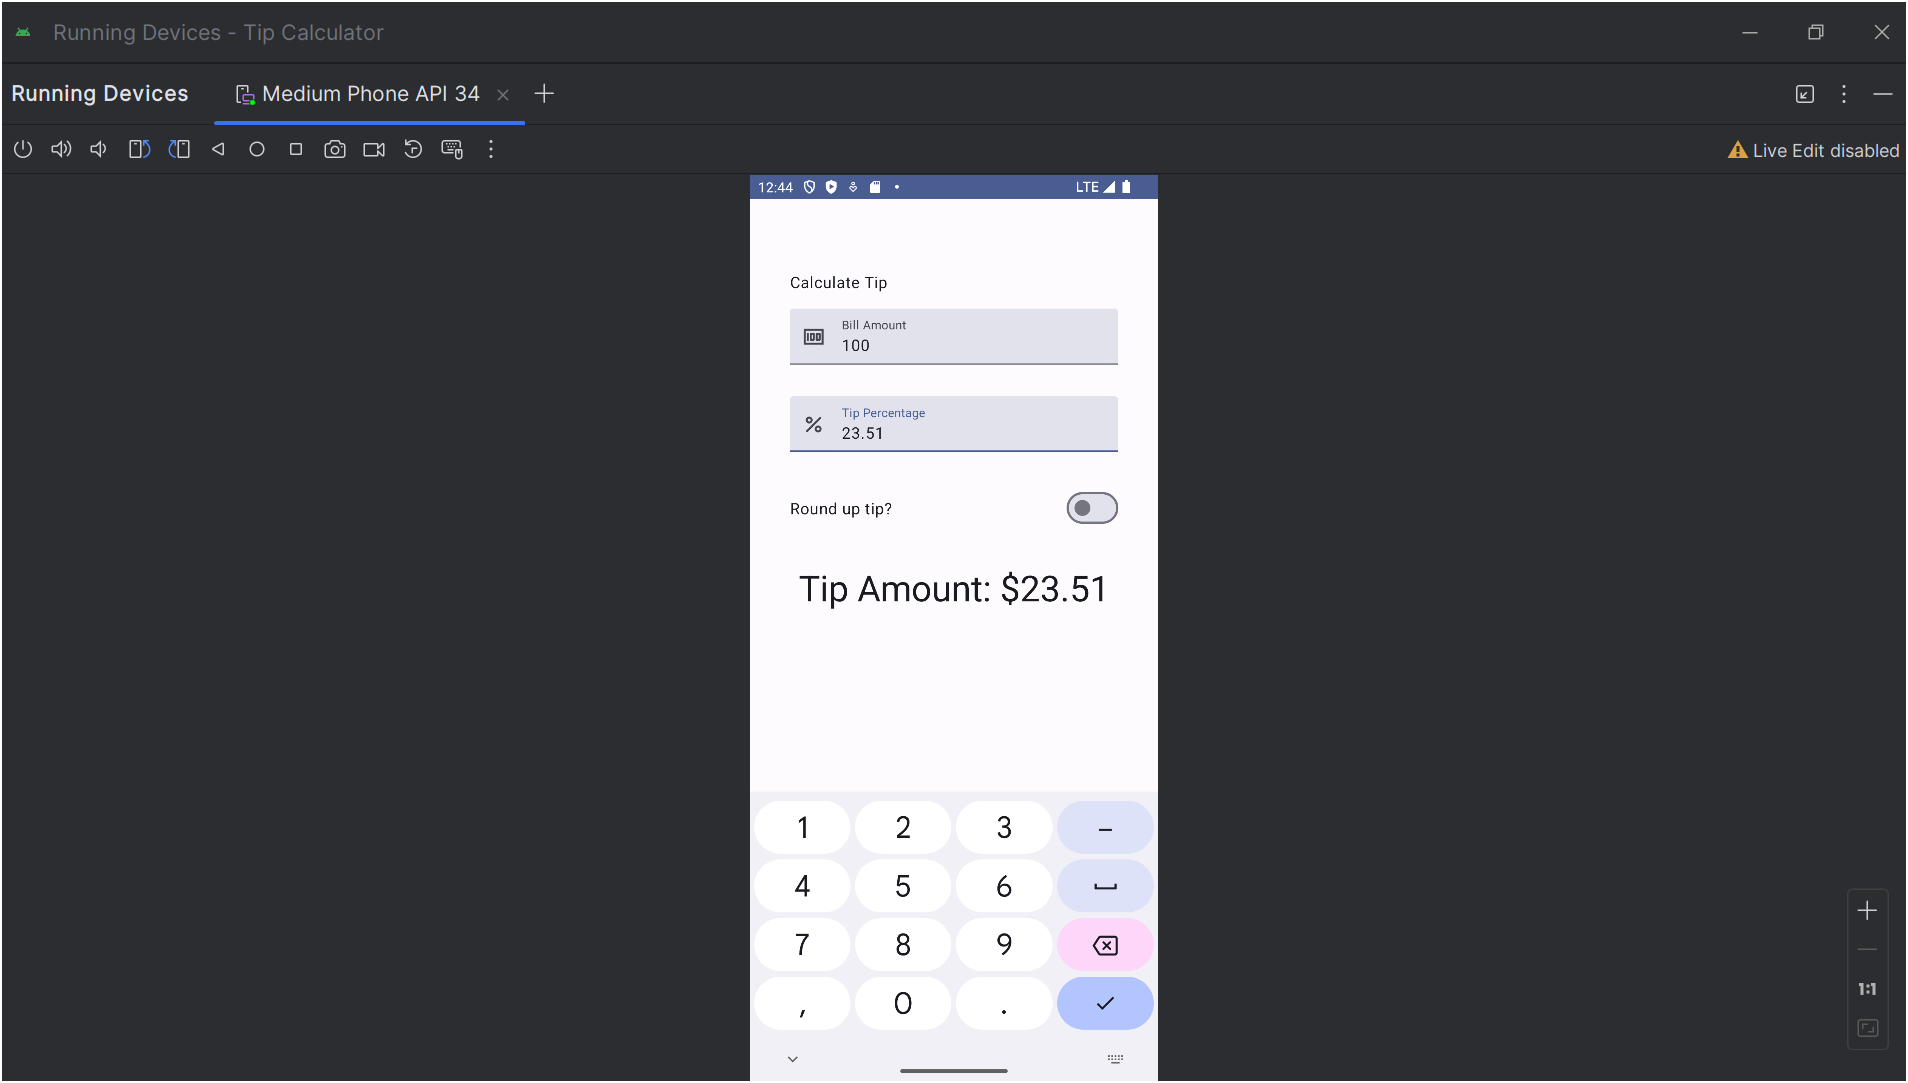 Running Devices - Tip Calculator
Running Devices Medium Phone API 34
Live Edit disabled
12:44 LTE
Calculate Tip
Bill Amount
100
Tip Percentage
% 23.51
Round up tip?
Tip Amount: $23.51
1 2 3 –
4 5 6
7 8 9
, 0 .
1:1